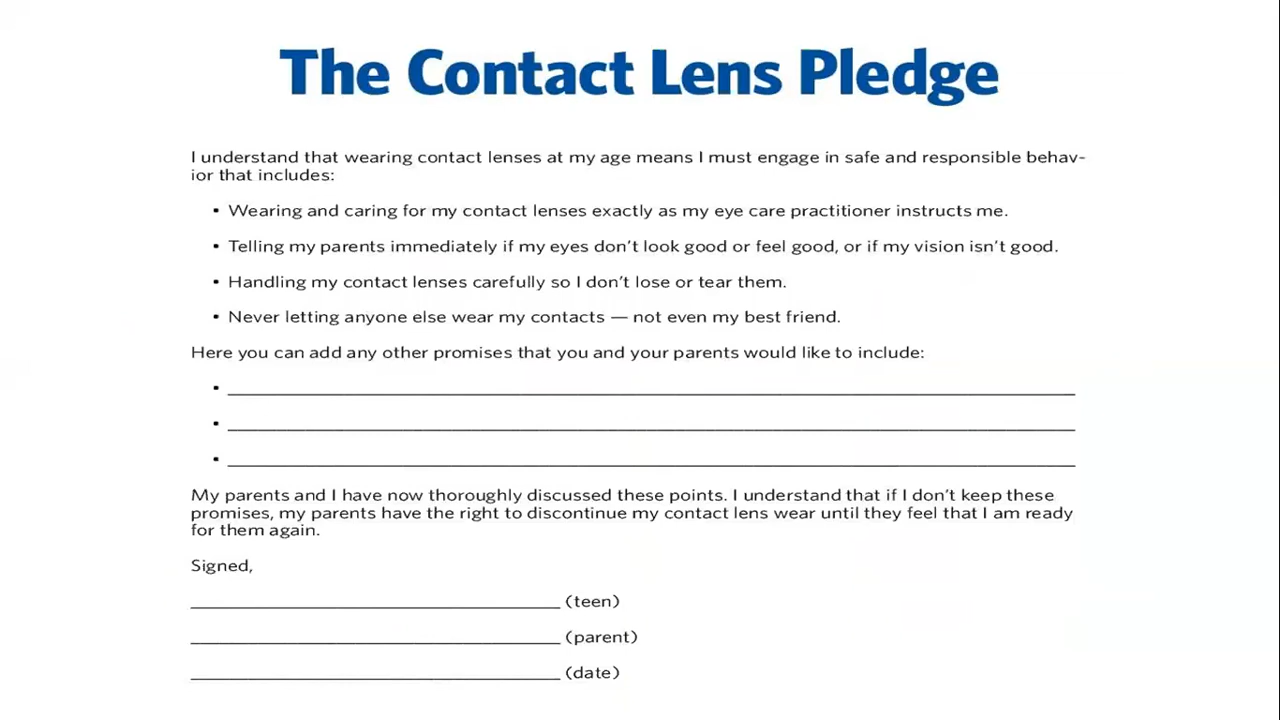 The Contact Lens Pledge
I understand that wearing contact lenses at my age means I must engage in safe and responsible behav-
ior that includes:
• Wearing and caring for my contact lenses exactly as my eye care practitioner instructs me.
• Telling my parents immediately if my eyes don't look good or feel good, or if my vision isn't good.
• Handling my contact lenses carefully so I don't lose or tear them.
• Never letting anyone else wear my contacts — not even my best friend.
Here you can add any other promises that you and your parents would like to include:
•
•
•
My parents and I have now thoroughly discussed these points. I understand that if I don't keep these
promises, my parents have the right to discontinue my contact lens wear until they feel that I am ready
for them again.
Signed,
(teen)
(parent)
(date)